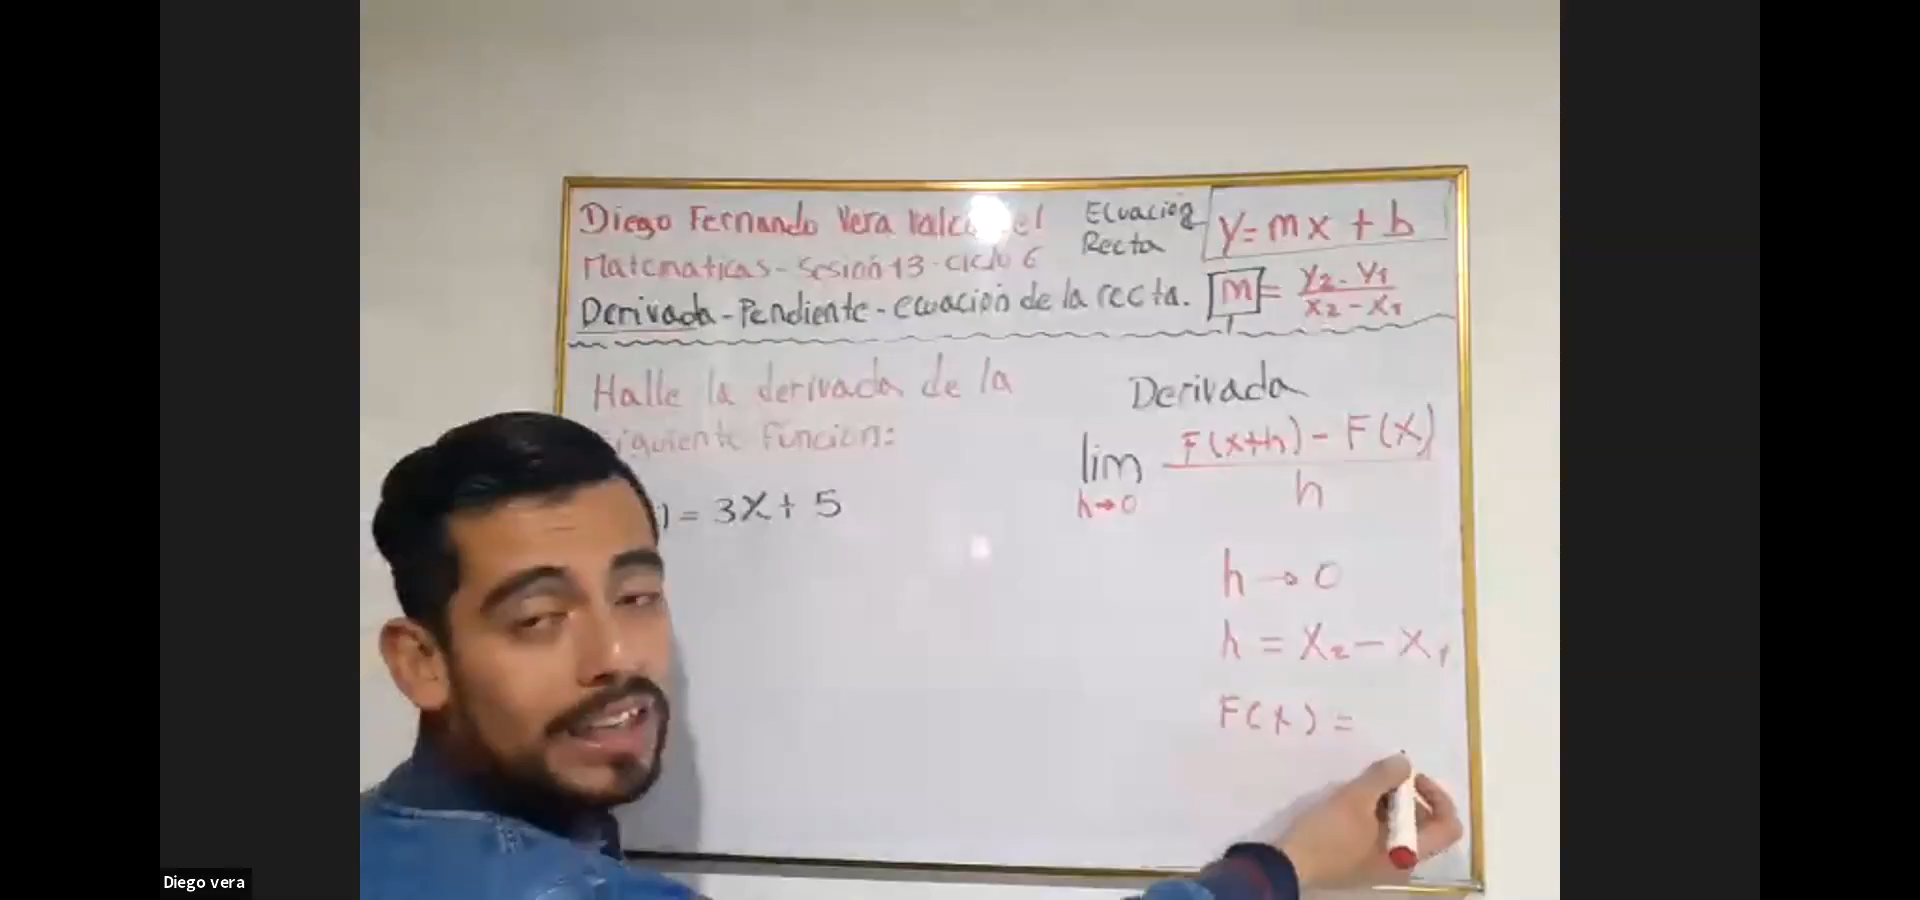 Diego Fernando Vera
Matematicas - Sesión 13 - Ciclo 6
Derivada - Pendiente - ecuación de la recta.
Ecuación
Recta
y = mx + b
m = y₂ - y₁ / x₂ - x₁
Halle la derivada de la
siguiente función:
) = 3x + 5
Derivada
lim h→0 F(x+h) - F(x) / h
h → 0
h = x₂ - x₁
F(x) =
Diego vera